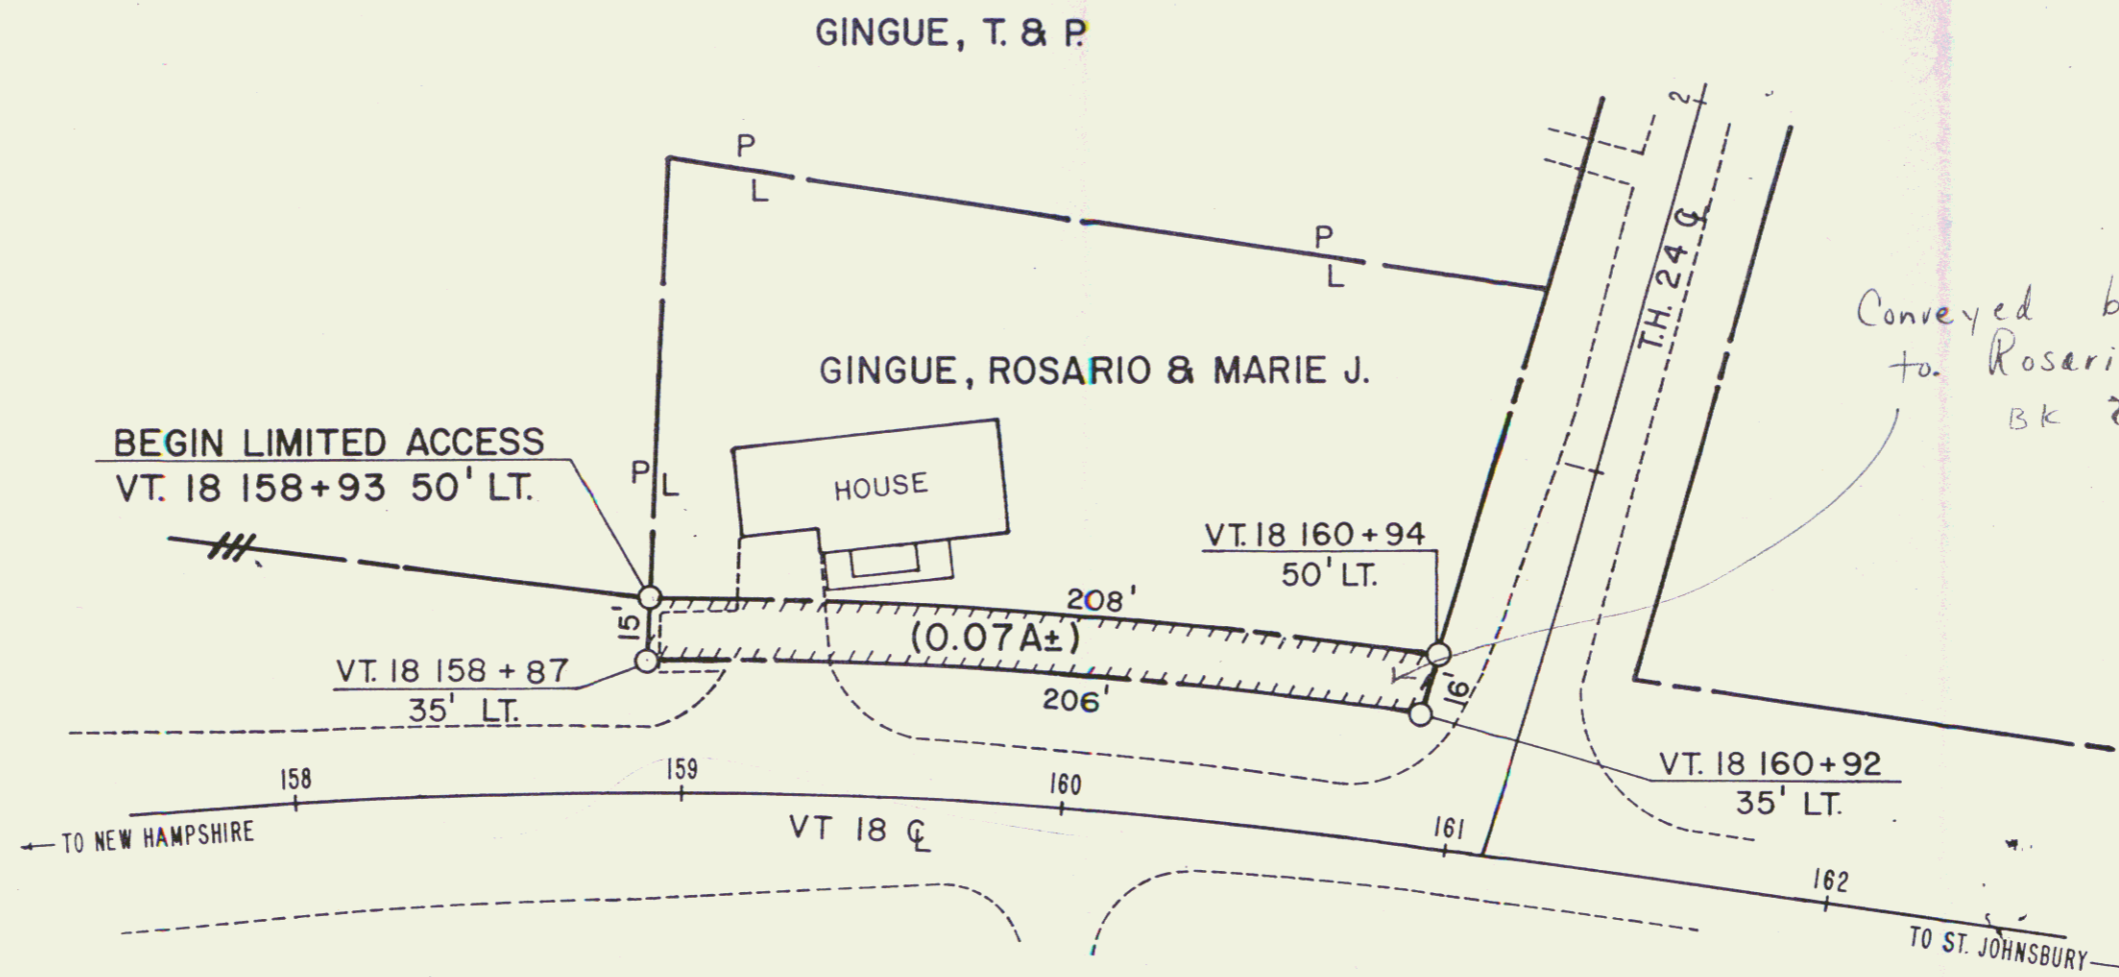 GINGUE, T. & P.
P
L
P
L
2
T.H. 24 ℄
Conveyed
to Rosari
BK
GINGUE, ROSARIO & MARIE J.
BEGIN LIMITED ACCESS
VT. 18 158+93 50' LT.
P L
HOUSE
VT. 18 160+94
50' LT.
208'
15'
(0.07A±)
16'
VT. 18 158+87
35' LT.
206'
VT. 18 160+92
35' LT.
158
159
160
161
162
← TO NEW HAMPSHIRE
VT 18 ℄
TO ST. JOHNSBURY